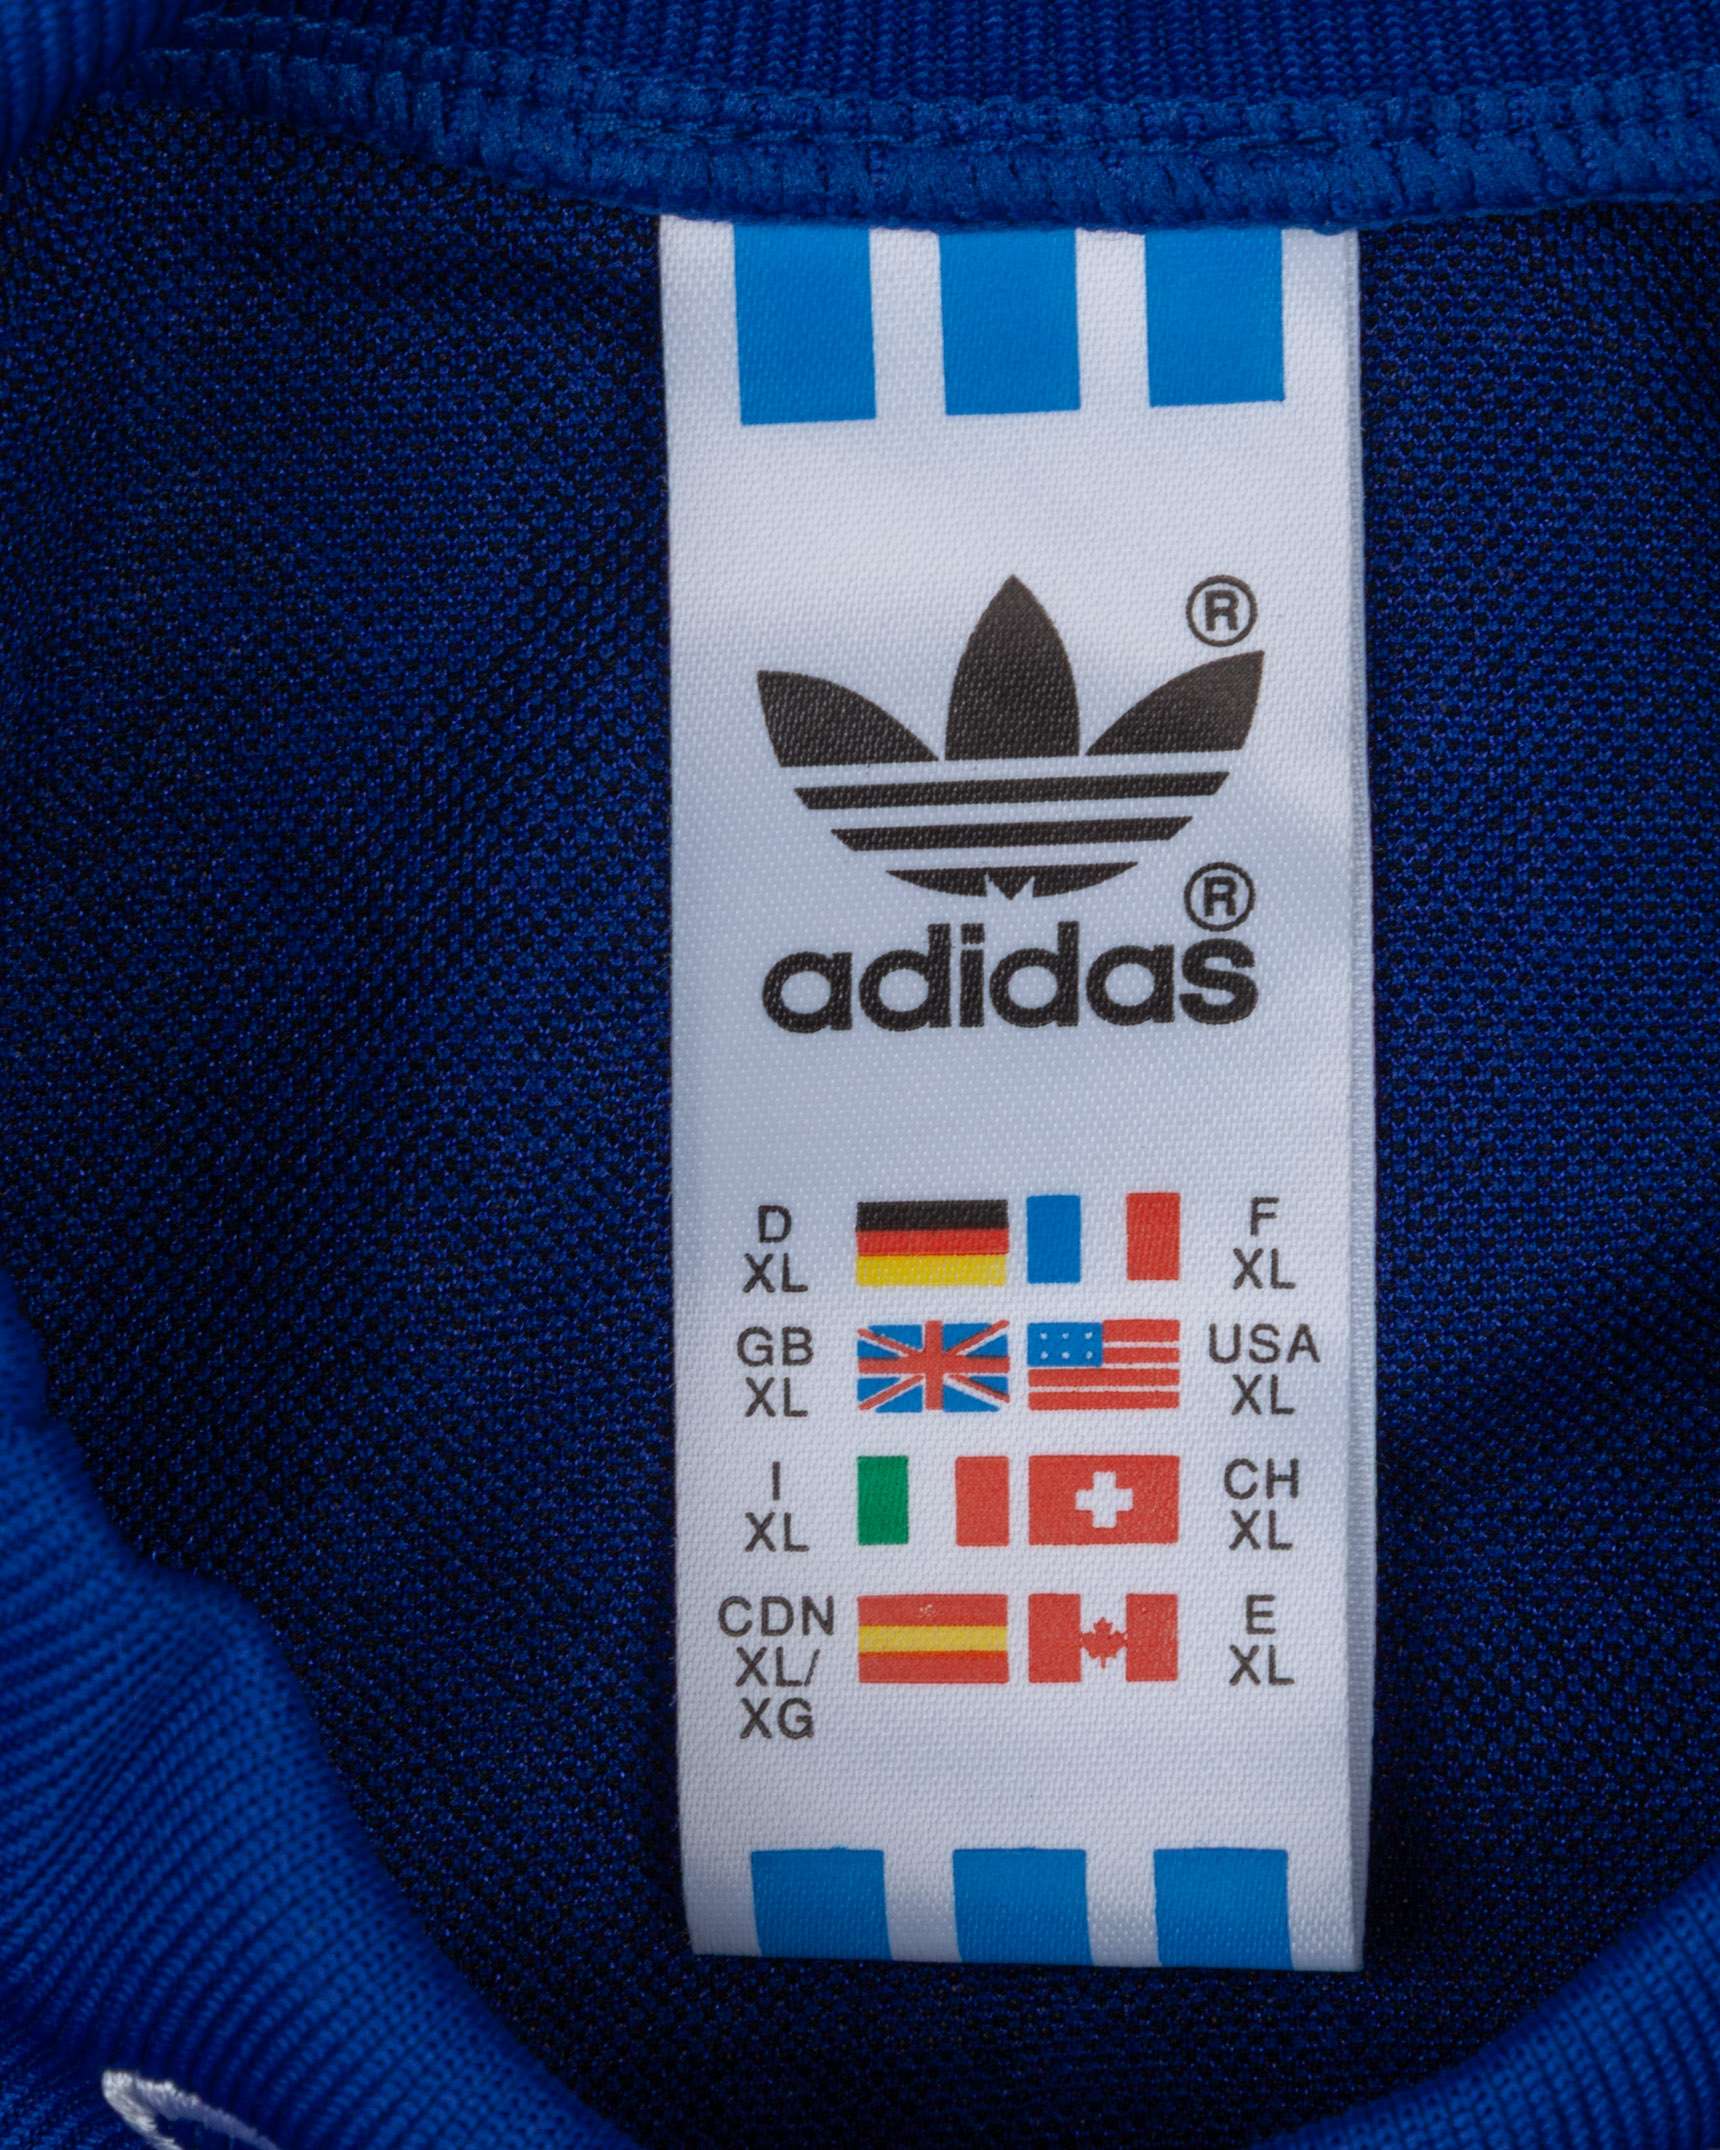 ®
®
adidas
D F
XL XL
GB USA
XL XL
I CH
XL XL
CDN E
XL/ XL
XG